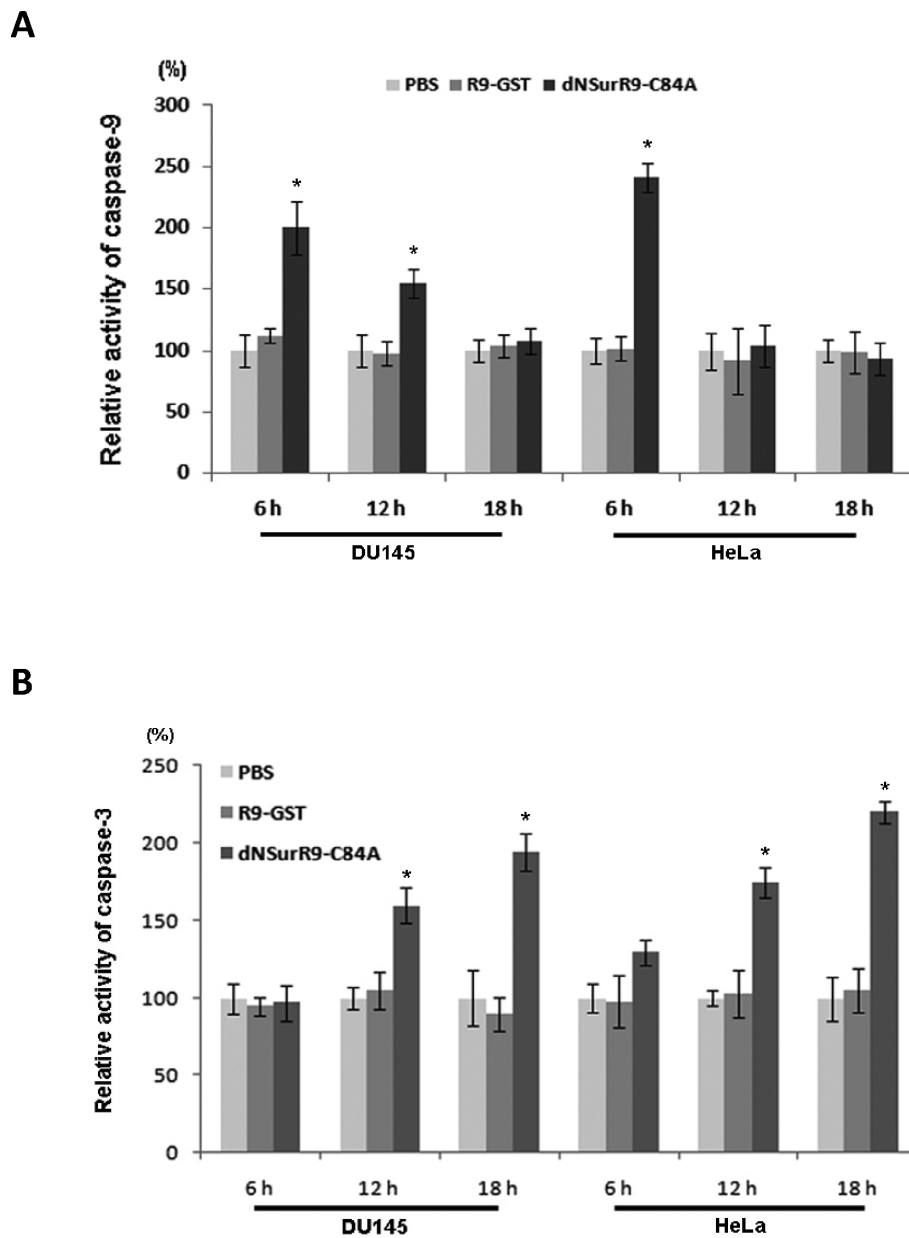 A
(%)
PBS R9-GST dNSurR9-C84A
Relative activity of caspase-9
300
250
200
150
100
50
0
* * *
6 h 12 h 18 h 6 h 12 h 18 h
DU145 HeLa
B
(%)
PBS
R9-GST
dNSurR9-C84A
Relative activity of caspase-3
250
200
150
100
50
0
* * * *
6 h 12 h 18 h 6 h 12 h 18 h
DU145 HeLa